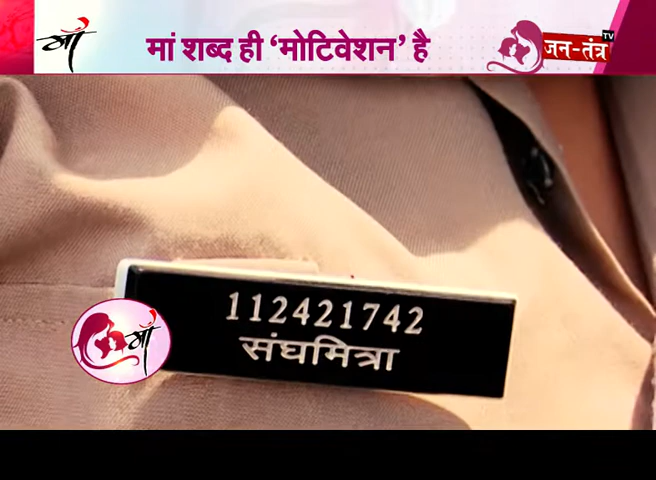 माँ
मां शब्द ही ‘मोटिवेशन’ है
जन-तंत्र TV
112421742
संघमित्रा
माँ